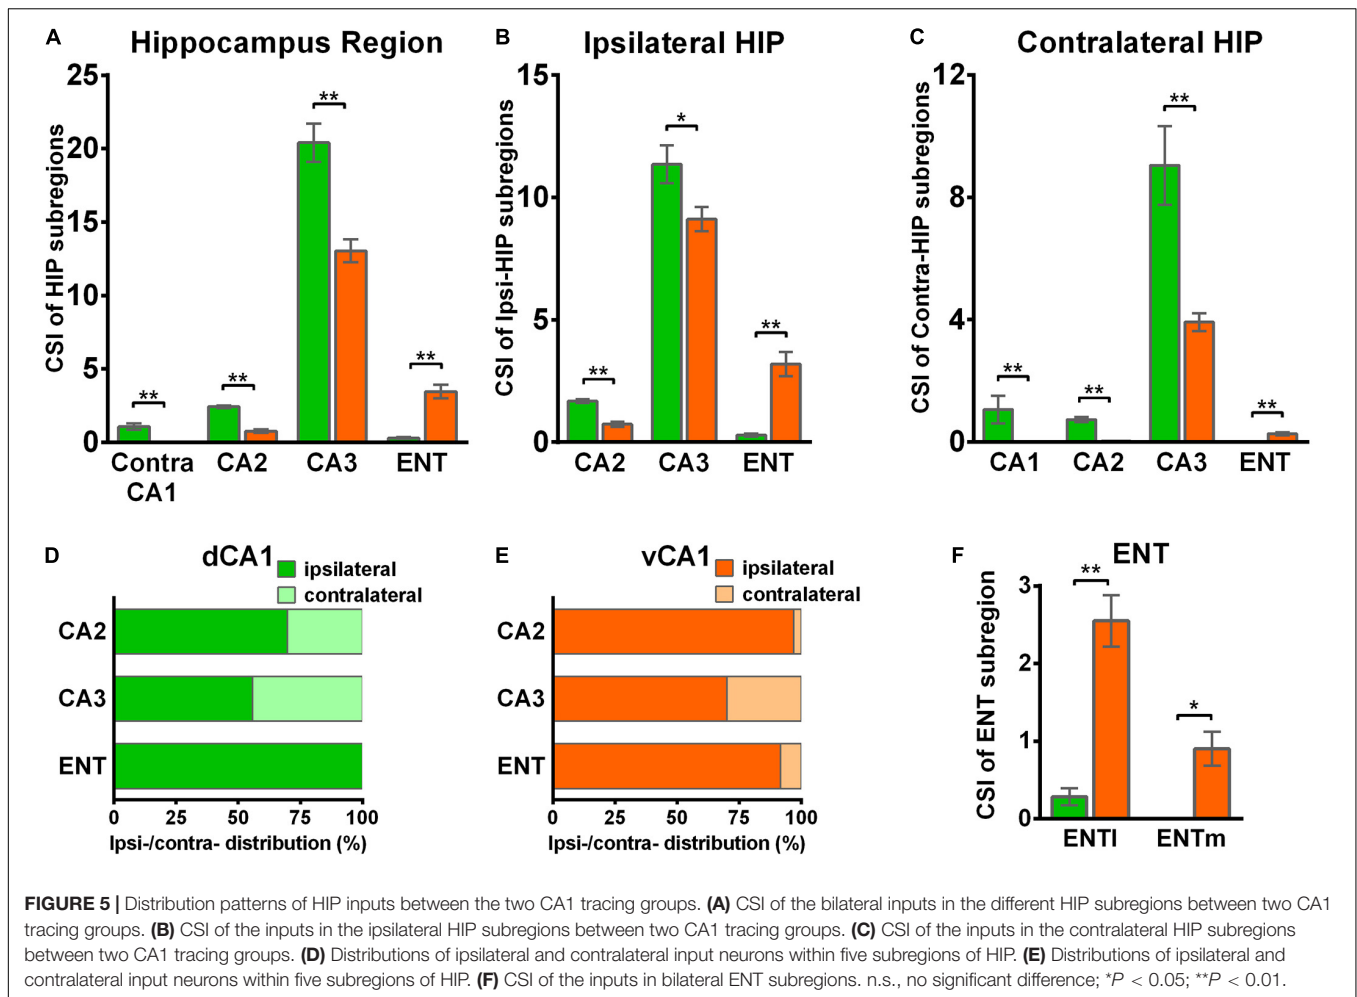 A Hippocampus Region
CSI of HIP subregions
25
20
15
10
5
0
**
**
**
**
Contra CA1
CA2
CA3
ENT
B Ipsilateral HIP
CSI of Ipsi-HIP subregions
15
10
5
0
**
*
**
CA2
CA3
ENT
C Contralateral HIP
CSI of Contra-HIP subregions
12
8
4
0
**
**
**
**
CA1
CA2
CA3
ENT
D dCA1
ipsilateral
contralateral
CA2
CA3
ENT
0 25 50 75 100
Ipsi-/contra- distribution (%)
E vCA1
ipsilateral
contralateral
CA2
CA3
ENT
0 25 50 75 100
Ipsi-/contra- distribution (%)
F ENT
CSI of ENT subregion
3
2
1
0
**
*
ENTl
ENTm
FIGURE 5 | Distribution patterns of HIP inputs between the two CA1 tracing groups. (A) CSI of the bilateral inputs in the different HIP subregions between two CA1
tracing groups. (B) CSI of the inputs in the ipsilateral HIP subregions between two CA1 tracing groups. (C) CSI of the inputs in the contralateral HIP subregions
between two CA1 tracing groups. (D) Distributions of ipsilateral and contralateral input neurons within five subregions of HIP. (E) Distributions of ipsilateral and
contralateral input neurons within five subregions of HIP. (F) CSI of the inputs in bilateral ENT subregions. n.s., no significant difference; *P < 0.05; **P < 0.01.